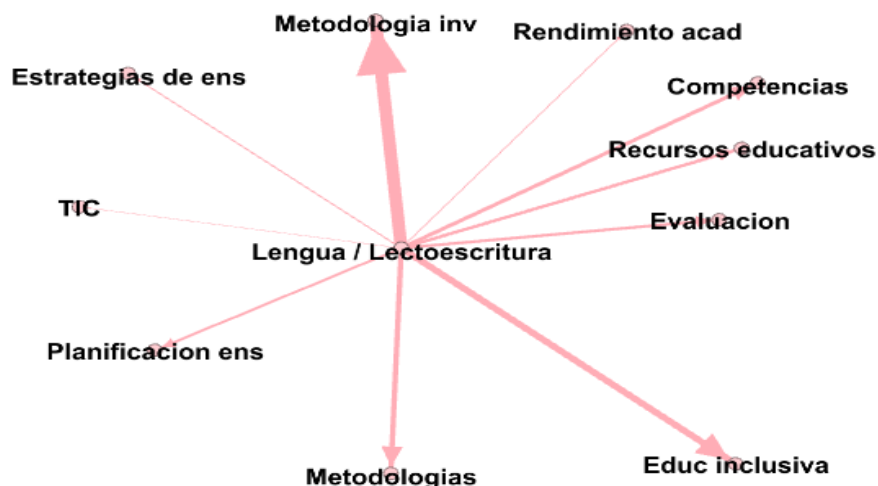 Metodologia inv
Rendimiento acad
Estrategias de ens
Competencias
Recursos educativos
TIC
Evaluacion
Lengua / Lectoescritura
Planificacion ens
Metodologias
Educ inclusiva